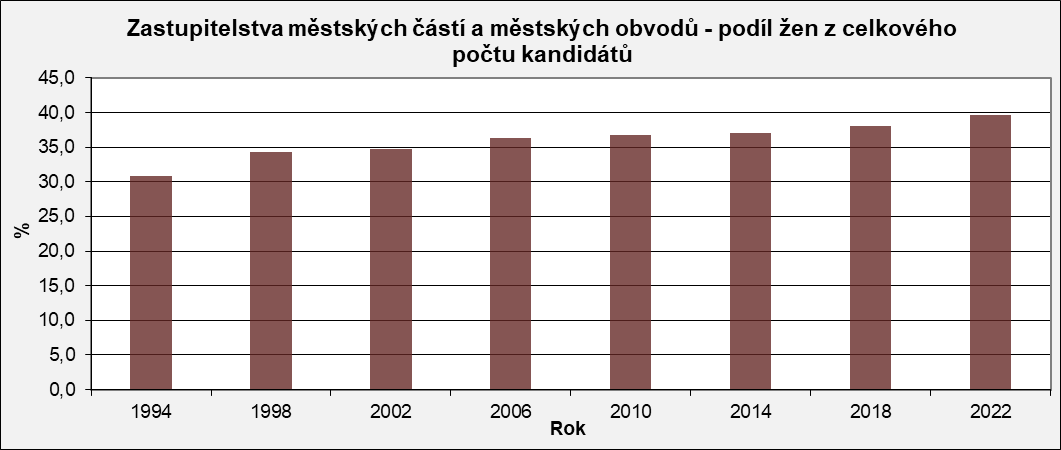 Zastupitelstva městských částí a městských obvodů - podíl žen z celkového
počtu kandidátů
45,0
40,0
35,0
30,0
25,0
20,0
15,0
10,0
5,0
0,0
%
1994 1998 2002 2006 2010 2014 2018 2022
Rok